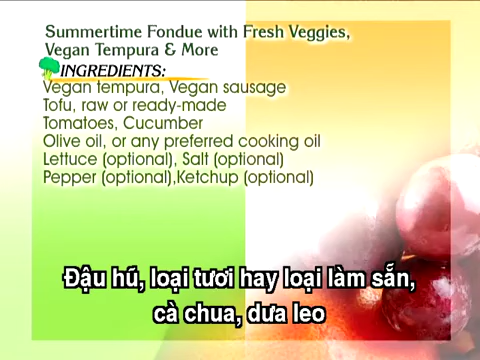 Summertime Fondue with Fresh Veggies,
Vegan Tempura & More
INGREDIENTS:
Vegan tempura, Vegan sausage
Tofu, raw or ready-made
Tomatoes, Cucumber
Olive oil, or any preferred cooking oil
Lettuce (optional), Salt (optional)
Pepper (optional),Ketchup (optional)
Đậu hũ, loại tươi hay loại làm sẵn,
cà chua, dưa leo